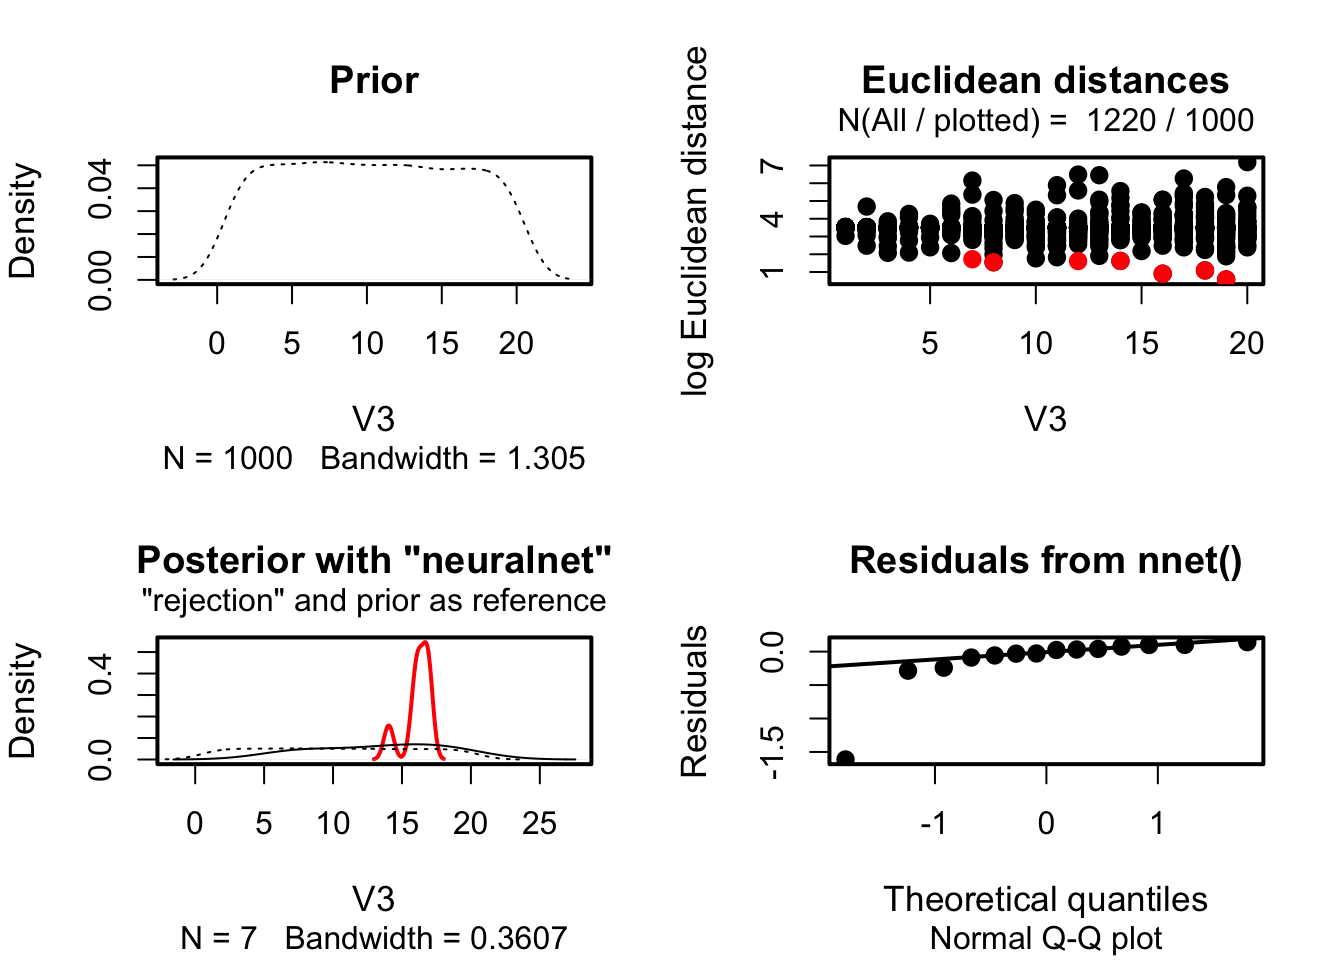 Prior
Density
0.00
0.04
0
5
10
15
20
V3
N = 1000   Bandwidth = 1.305
Euclidean distances
N(All / plotted) =  1220 / 1000
log Euclidean distance
1
4
7
5
10
15
20
V3
Posterior with "neuralnet"
"rejection" and prior as reference
Density
0.0
0.4
0
5
10
15
20
25
V3
N = 7   Bandwidth = 0.3607
Residuals from nnet()
Residuals
-1.5
0.0
-1
0
1
Theoretical quantiles
Normal Q-Q plot